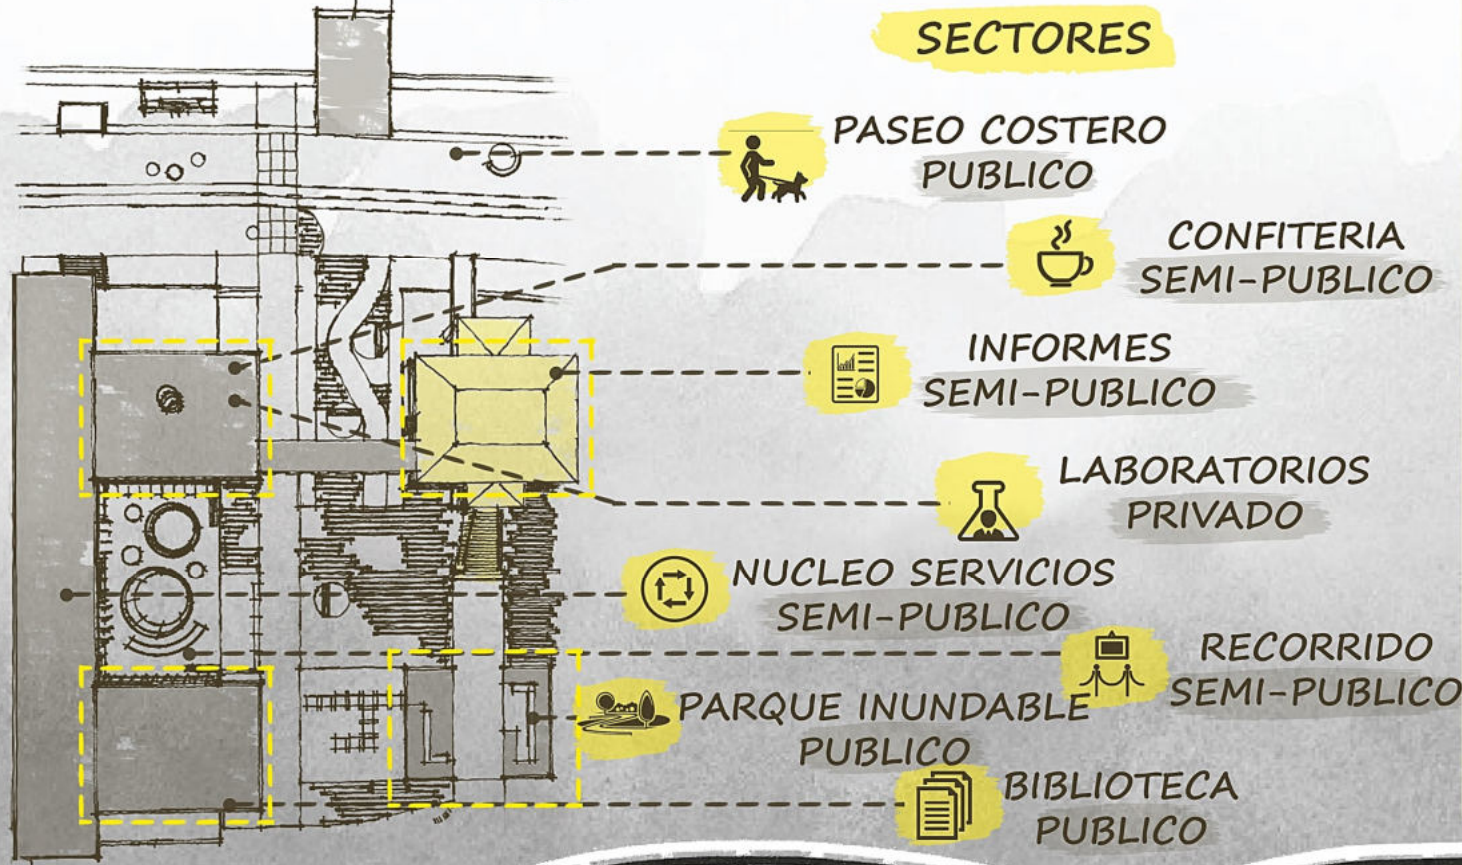 SECTORES
PASEO COSTERO
PUBLICO
CONFITERIA
SEMI-PUBLICO
INFORMES
SEMI-PUBLICO
LABORATORIOS
PRIVADO
NUCLEO SERVICIOS
SEMI-PUBLICO
RECORRIDO
SEMI-PUBLICO
PARQUE INUNDABLE
PUBLICO
BIBLIOTECA
PUBLICO